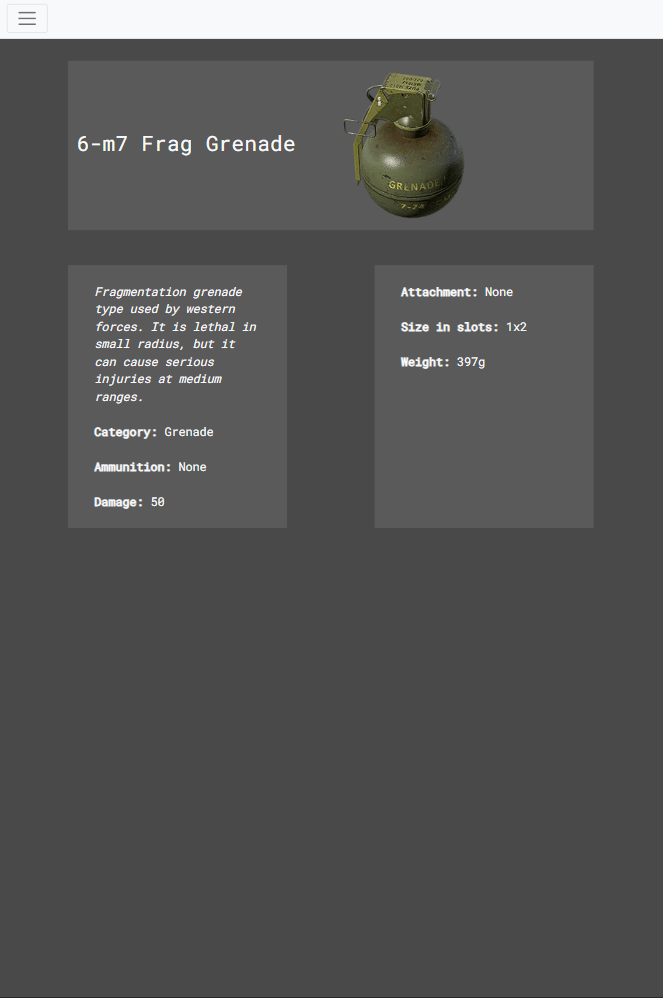 6-m7 Frag Grenade
GRENADE
Fragmentation grenade
type used by western
forces. It is lethal in
small radius, but it
can cause serious
injuries at medium
ranges.
Category: Grenade
Ammunition: None
Damage: 50
Attachment: None
Size in slots: 1x2
Weight: 397g